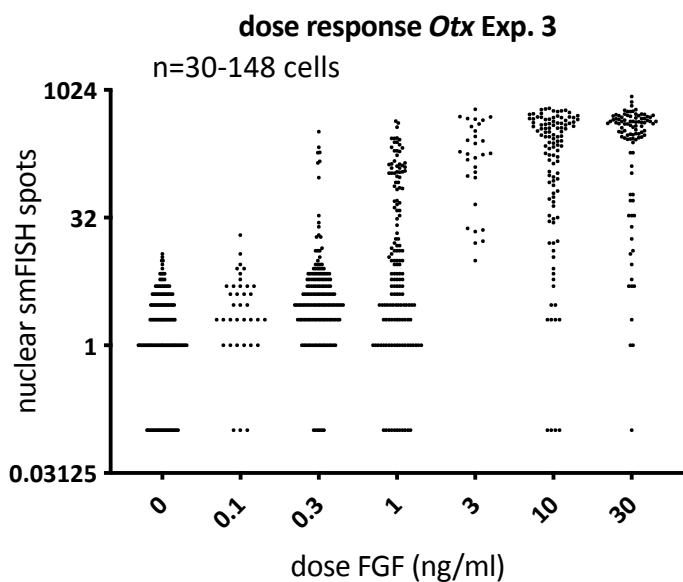 dose response Otx Exp. 3
n=30-148 cells
1024
32
1
0.03125
nuclear smFISH spots
0
0.1
0.3
1
3
10
30
dose FGF (ng/ml)